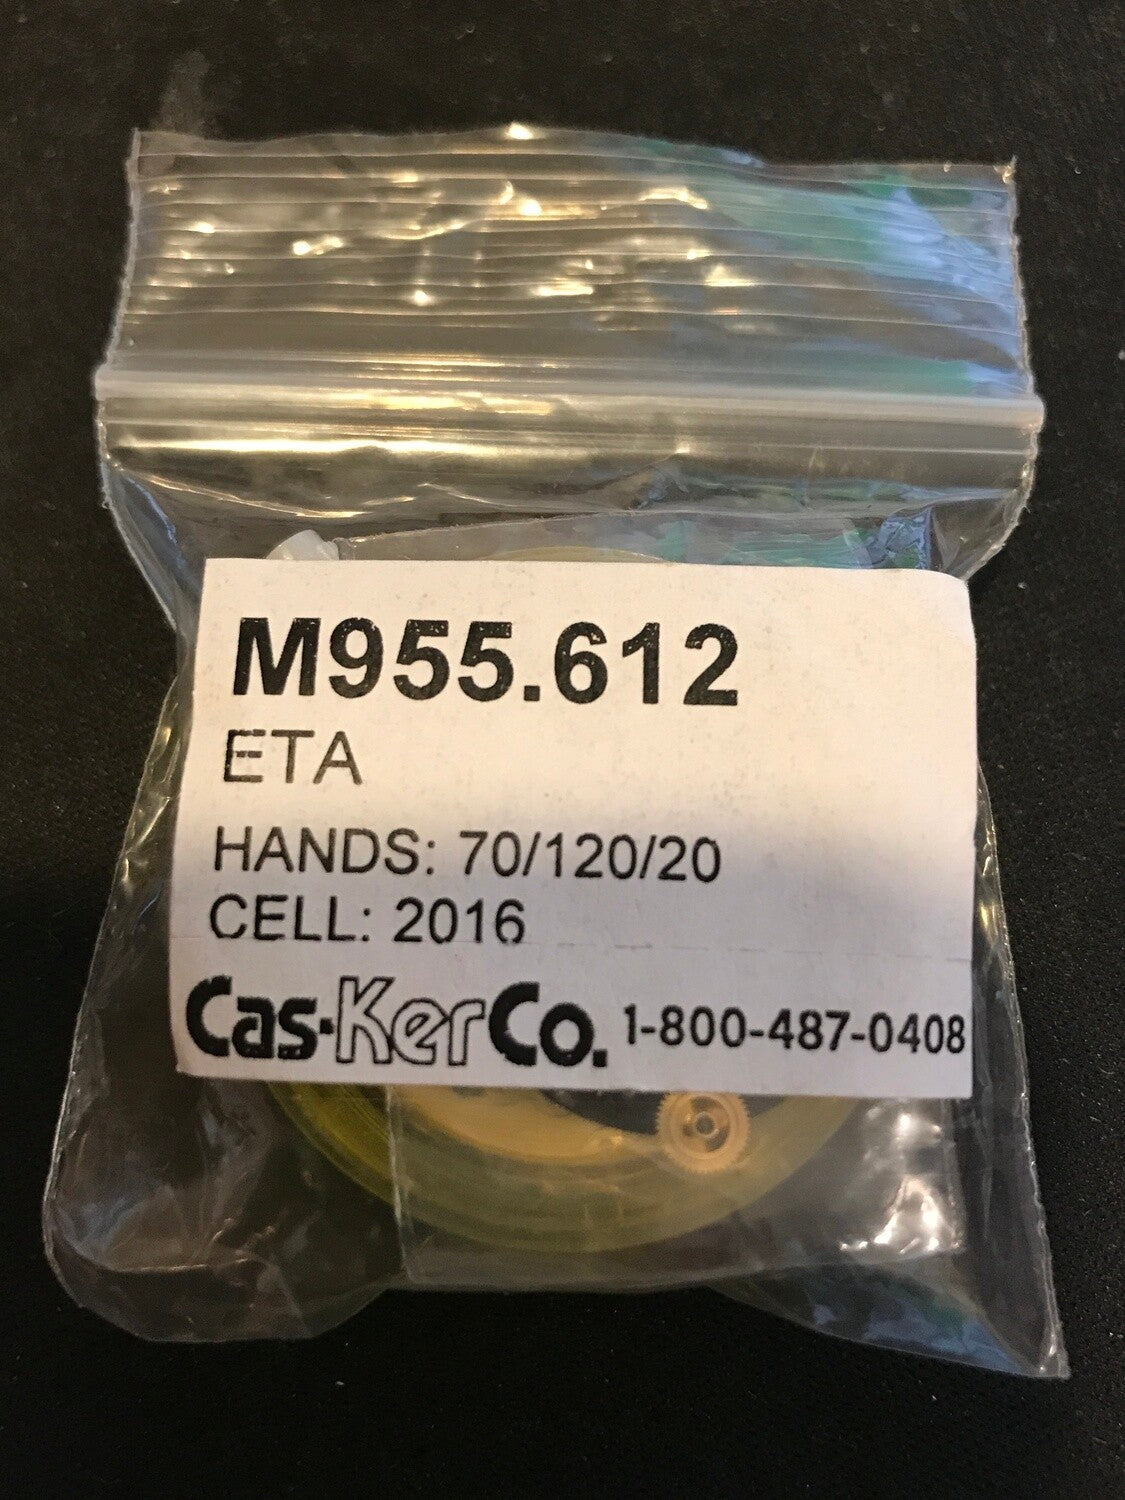 M955.612
ETA
HANDS: 70/120/20
CELL: 2016
Cas-KerCo. 1-800-487-0408